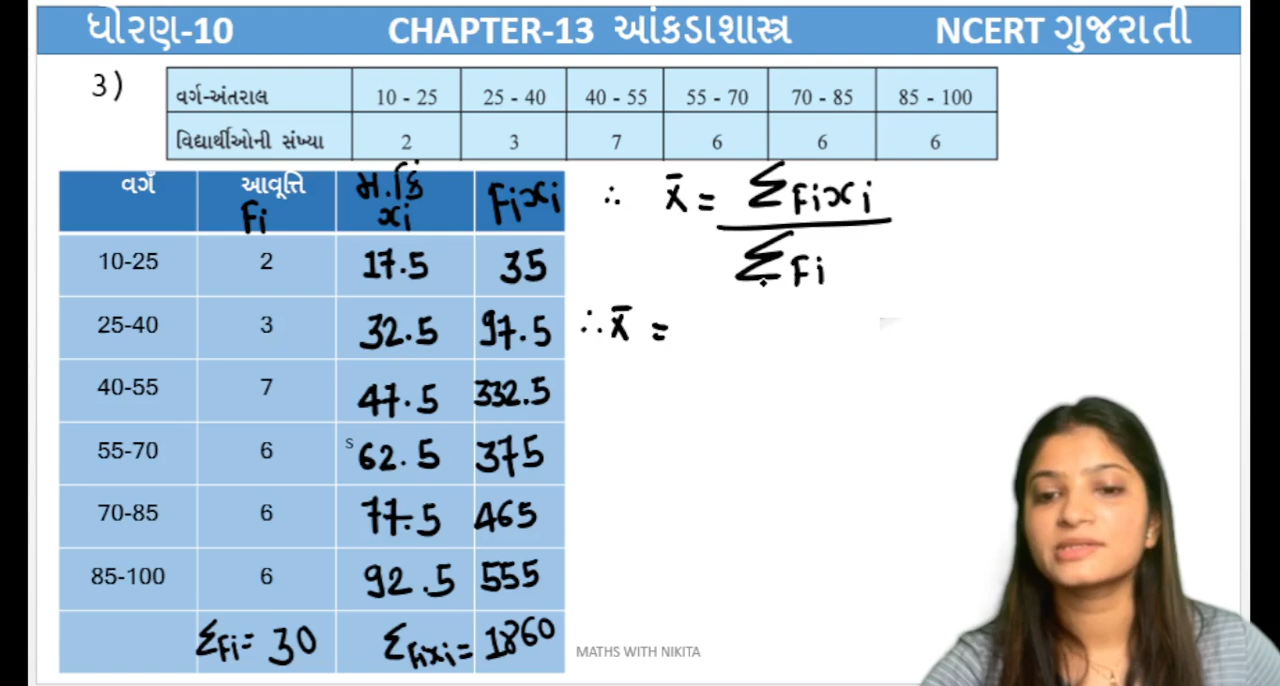 ધોરણ-10 CHAPTER-13 આંકડાશાસ્ત્ર NCERT ગુજરાતી
3)
વર્ગ-અંતરાલ 10 - 25 25 - 40 40 - 55 55 - 70 70 - 85 85 - 100
વિદ્યાર્થીઓની સંખ્યા 2 3 7 6 6 6
વર્ગ આવૃત્તિ Fi મ.કિં xi Fixi
10-25 2 17.5 35
25-40 3 32.5 97.5
40-55 7 47.5 332.5
55-70 6 s 62.5 375
70-85 6 77.5 465
85-100 6 92.5 555
ΣFi= 30 ΣFixi= 1860
∴ x̄ = ΣFixi / ΣFi
∴ x̄ =
MATHS WITH NIKITA